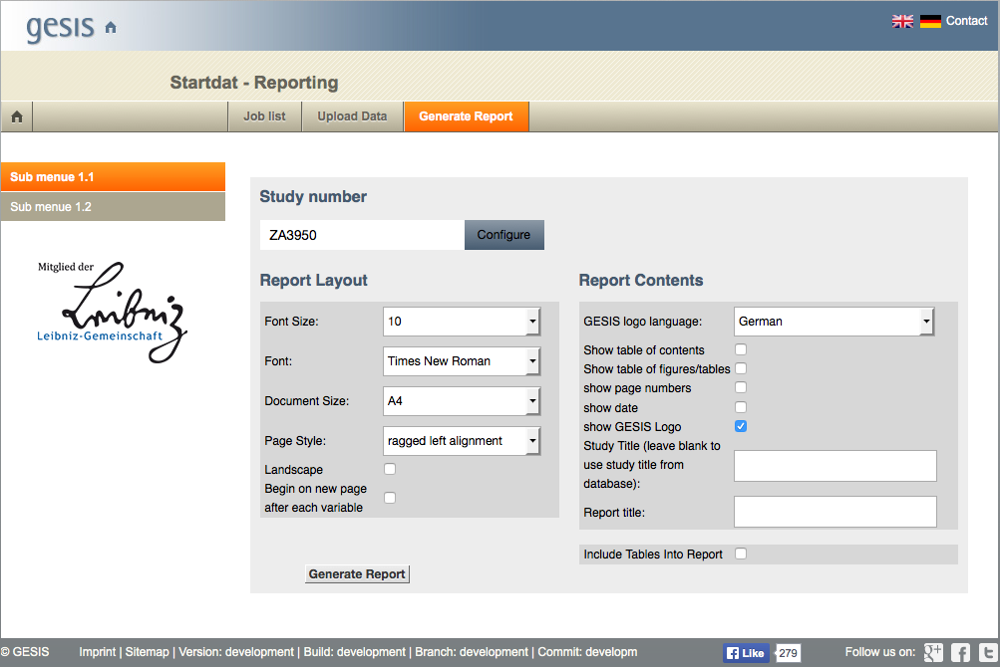 gesis
Contact
Startdat - Reporting
Job list
Upload Data
Generate Report
Sub menue 1.1
Sub menue 1.2
Mitglied der
Leibniz
Leibniz-Gemeinschaft
Study number
ZA3950
Configure
Report Layout
Font Size:
10
Font:
Times New Roman
Document Size:
A4
Page Style:
ragged left alignment
Landscape
Begin on new page
after each variable
Generate Report
Report Contents
GESIS logo language:
German
Show table of contents
Show table of figures/tables
show page numbers
show date
show GESIS Logo
Study Title (leave blank to
use study title from
database):
Report title:
Include Tables Into Report
© GESIS
Imprint | Sitemap | Version: development | Build: development | Branch: development | Commit: developm
Like
279
Follow us on:
g+
f
t